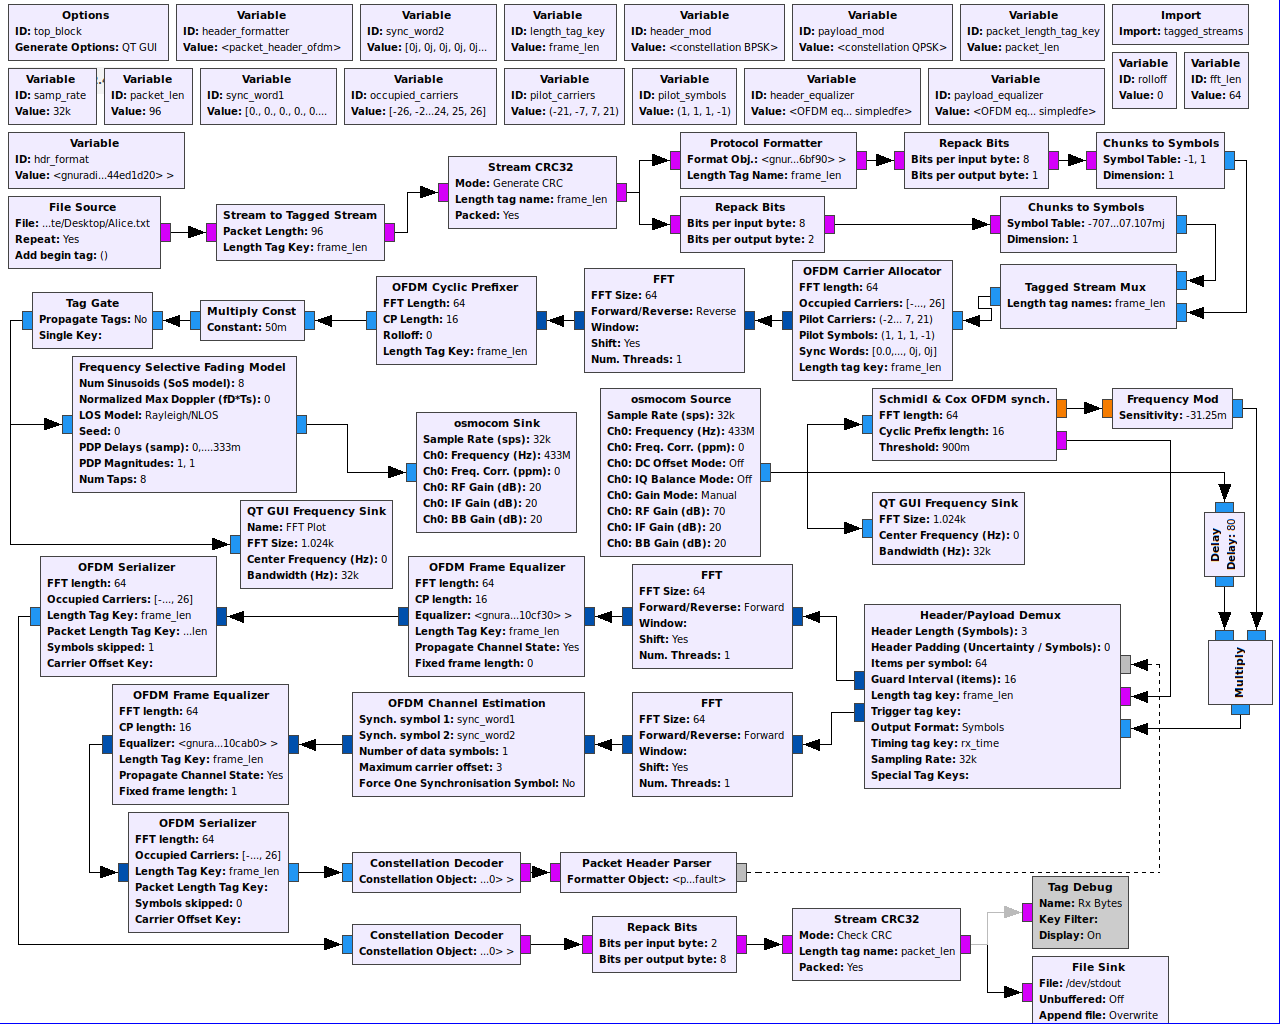 Options
ID: top_block
Generate Options: QT GUI
Variable
ID: header_formatter
Value: <packet_header_ofdm>
Variable
ID: sync_word2
Value: [0j, 0j, 0j, 0j, 0j...
Variable
ID: length_tag_key
Value: frame_len
Variable
ID: header_mod
Value: <constellation BPSK>
Variable
ID: payload_mod
Value: <constellation QPSK>
Variable
ID: packet_length_tag_key
Value: packet_len
Import
Import: tagged_streams
Variable
ID: samp_rate
Value: 32k
Variable
ID: packet_len
Value: 96
Variable
ID: sync_word1
Value: [0., 0., 0., 0., 0....
Variable
ID: occupied_carriers
Value: [-26, -2...24, 25, 26]
Variable
ID: pilot_carriers
Value: (-21, -7, 7, 21)
Variable
ID: pilot_symbols
Value: (1, 1, 1, -1)
Variable
ID: header_equalizer
Value: <OFDM eq... simpledfe>
Variable
ID: payload_equalizer
Value: <OFDM eq... simpledfe>
Variable
ID: rolloff
Value: 0
Variable
ID: fft_len
Value: 64
Variable
ID: hdr_format
Value: <gnuradi...44ed1d20> >
File Source
File: ...te/Desktop/Alice.txt
Repeat: Yes
Add begin tag: ()
Stream to Tagged Stream
Packet Length: 96
Length Tag Key: frame_len
Stream CRC32
Mode: Generate CRC
Length tag name: frame_len
Packed: Yes
Protocol Formatter
Format Obj.: <gnur...6bf90> >
Length Tag Name: frame_len
Repack Bits
Bits per input byte: 8
Bits per output byte: 1
Chunks to Symbols
Symbol Table: -1, 1
Dimension: 1
Repack Bits
Bits per input byte: 8
Bits per output byte: 2
Chunks to Symbols
Symbol Table: -707...07.107mj
Dimension: 1
Tag Gate
Propagate Tags: No
Single Key:
Multiply Const
Constant: 50m
OFDM Cyclic Prefixer
FFT Length: 64
CP Length: 16
Rolloff: 0
Length Tag Key: frame_len
FFT
FFT Size: 64
Forward/Reverse: Reverse
Window:
Shift: Yes
Num. Threads: 1
OFDM Carrier Allocator
FFT length: 64
Occupied Carriers: [-..., 26]
Pilot Carriers: (-2... 7, 21)
Pilot Symbols: (1, 1, 1, -1)
Sync Words: [0.0,..., 0j, 0j]
Length tag key: frame_len
Tagged Stream Mux
Length tag names: frame_len
Frequency Selective Fading Model
Num Sinusoids (SoS model): 8
Normalized Max Doppler (fD*Ts): 0
LOS Model: Rayleigh/NLOS
Seed: 0
PDP Delays (samp): 0,....333m
PDP Magnitudes: 1, 1
Num Taps: 8
osmocom Sink
Sample Rate (sps): 32k
Ch0: Frequency (Hz): 433M
Ch0: Freq. Corr. (ppm): 0
Ch0: RF Gain (dB): 20
Ch0: IF Gain (dB): 20
Ch0: BB Gain (dB): 20
osmocom Source
Sample Rate (sps): 32k
Ch0: Frequency (Hz): 433M
Ch0: Freq. Corr. (ppm): 0
Ch0: DC Offset Mode: Off
Ch0: IQ Balance Mode: Off
Ch0: Gain Mode: Manual
Ch0: RF Gain (dB): 70
Ch0: IF Gain (dB): 20
Ch0: BB Gain (dB): 20
Schmidl & Cox OFDM synch.
FFT length: 64
Cyclic Prefix length: 16
Threshold: 900m
Frequency Mod
Sensitivity: -31.25m
QT GUI Frequency Sink
Name: FFT Plot
FFT Size: 1.024k
Center Frequency (Hz): 0
Bandwidth (Hz): 32k
QT GUI Frequency Sink
FFT Size: 1.024k
Center Frequency (Hz): 0
Bandwidth (Hz): 32k
Delay
Delay: 80
OFDM Serializer
FFT length: 64
Occupied Carriers: [-..., 26]
Length Tag Key: frame_len
Packet Length Tag Key: ...len
Symbols skipped: 1
Carrier Offset Key:
OFDM Frame Equalizer
FFT length: 64
CP length: 16
Equalizer: <gnura...10cf30> >
Length Tag Key: frame_len
Propagate Channel State: Yes
Fixed frame length: 0
FFT
FFT Size: 64
Forward/Reverse: Forward
Window:
Shift: Yes
Num. Threads: 1
Header/Payload Demux
Header Length (Symbols): 3
Header Padding (Uncertainty / Symbols): 0
Items per symbol: 64
Guard Interval (items): 16
Length tag key: frame_len
Trigger tag key:
Output Format: Symbols
Timing tag key: rx_time
Sampling Rate: 32k
Special Tag Keys:
Multiply
OFDM Frame Equalizer
FFT length: 64
CP length: 16
Equalizer: <gnura...10cab0> >
Length Tag Key: frame_len
Propagate Channel State: Yes
Fixed frame length: 1
OFDM Channel Estimation
Synch. symbol 1: sync_word1
Synch. symbol 2: sync_word2
Number of data symbols: 1
Maximum carrier offset: 3
Force One Synchronisation Symbol: No
FFT
FFT Size: 64
Forward/Reverse: Forward
Window:
Shift: Yes
Num. Threads: 1
OFDM Serializer
FFT length: 64
Occupied Carriers: [-..., 26]
Length Tag Key: frame_len
Packet Length Tag Key:
Symbols skipped: 0
Carrier Offset Key:
Constellation Decoder
Constellation Object: ...0> >
Packet Header Parser
Formatter Object: <p...fault>
Constellation Decoder
Constellation Object: ...0> >
Repack Bits
Bits per input byte: 2
Bits per output byte: 8
Stream CRC32
Mode: Check CRC
Length tag name: packet_len
Packed: Yes
Tag Debug
Name: Rx Bytes
Key Filter:
Display: On
File Sink
File: /dev/stdout
Unbuffered: Off
Append file: Overwrite